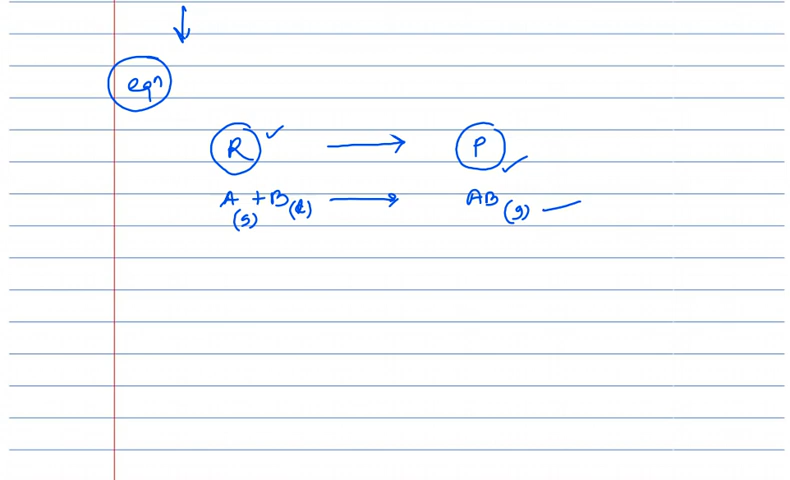 eqn
R ✓ → P ✓
A (s) + B (l) → AB (g)